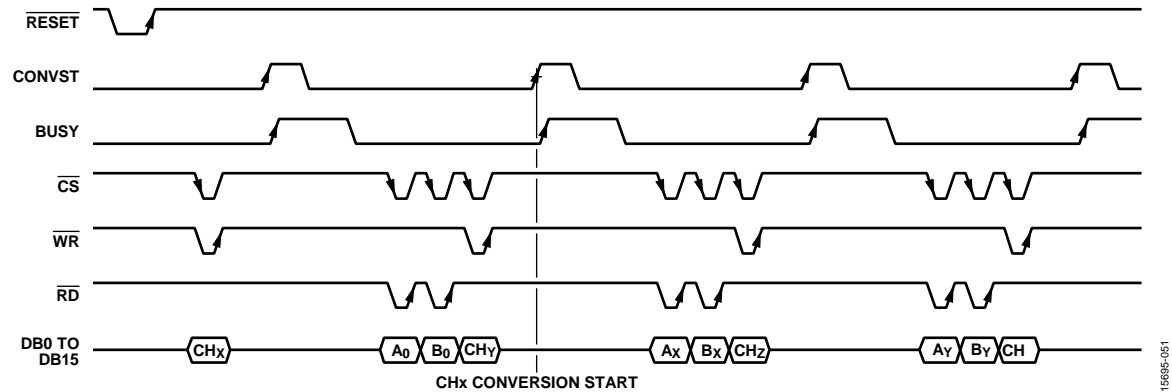 RESET
CONVST
BUSY
CS
WR
RD
DB0 TO
DB15
CHX A0 B0 CHY AX BX CHZ AY BY CH
CHx CONVERSION START
15695-051